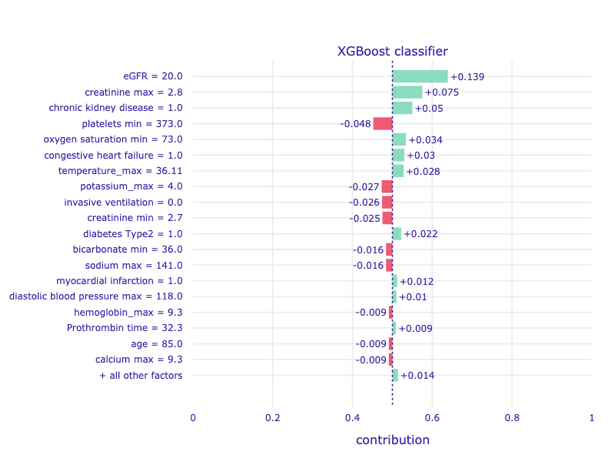 XGBoost classifier
eGFR = 20.0 +0.139
creatinine max = 2.8 +0.075
chronic kidney disease = 1.0 +0.05
platelets min = 373.0 -0.048
oxygen saturation min = 73.0 +0.034
congestive heart failure = 1.0 +0.03
temperature_max = 36.11 +0.028
potassium_max = 4.0 -0.027
invasive ventilation = 0.0 -0.026
creatinine min = 2.7 -0.025
diabetes Type2 = 1.0 +0.022
bicarbonate min = 36.0 -0.016
sodium max = 141.0 -0.016
myocardial infarction = 1.0 +0.012
diastolic blood pressure max = 118.0 +0.01
hemoglobin_max = 9.3 -0.009
Prothrombin time = 32.3 +0.009
age = 85.0 -0.009
calcium max = 9.3 -0.009
+ all other factors +0.014
0 0.2 0.4 0.6 0.8 1
contribution